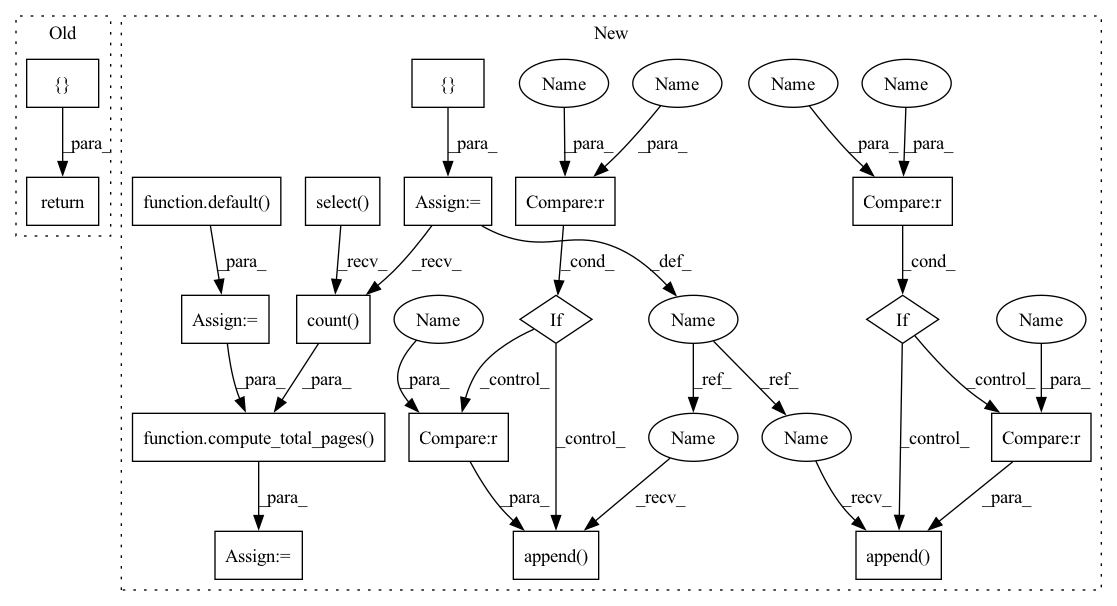 Old
New
{}
{}
Name
Name
Name
Name
_para_
_para_
_para_
_para_
_para_
_para_
return
function.default()
select()
Assign:=
Compare:r
Compare:r
_para_
_recv_
_recv_
_cond_
_def_
_cond_
Assign:=
count()
Name
If
Name
If
Name
_para_
_para_
_para_
_control_
_ref_
_ref_
_control_
_para_
function.compute_total_pages()
Compare:r
_control_
Name
Name
_control_
Compare:r
_para_
_para_
_recv_
_recv_
_para_
Assign:=
append()
append()